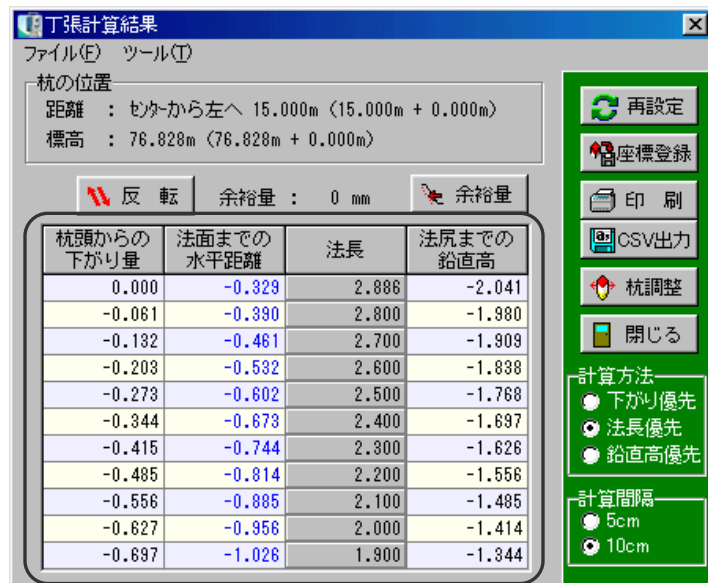 丁張計算結果
ファイル(F) ツール(T)
杭の位置
距離 : センターから左へ 15.000m (15.000m + 0.000m)
標高 : 76.828m (76.828m + 0.000m)
反 転 余裕量 : 0 mm 余裕量
杭頭からの下がり量 法面までの水平距離 法長 法尻までの鉛直高
0.000 -0.329 2.886 -2.041
-0.061 -0.390 2.800 -1.980
-0.132 -0.461 2.700 -1.909
-0.203 -0.532 2.600 -1.838
-0.273 -0.602 2.500 -1.768
-0.344 -0.673 2.400 -1.697
-0.415 -0.744 2.300 -1.626
-0.485 -0.814 2.200 -1.556
-0.556 -0.885 2.100 -1.485
-0.627 -0.956 2.000 -1.414
-0.697 -1.026 1.900 -1.344
再設定
座標登録
印 刷
CSV出力
杭調整
閉じる
計算方法
下がり優先
法長優先
鉛直高優先
計算間隔
5cm
10cm